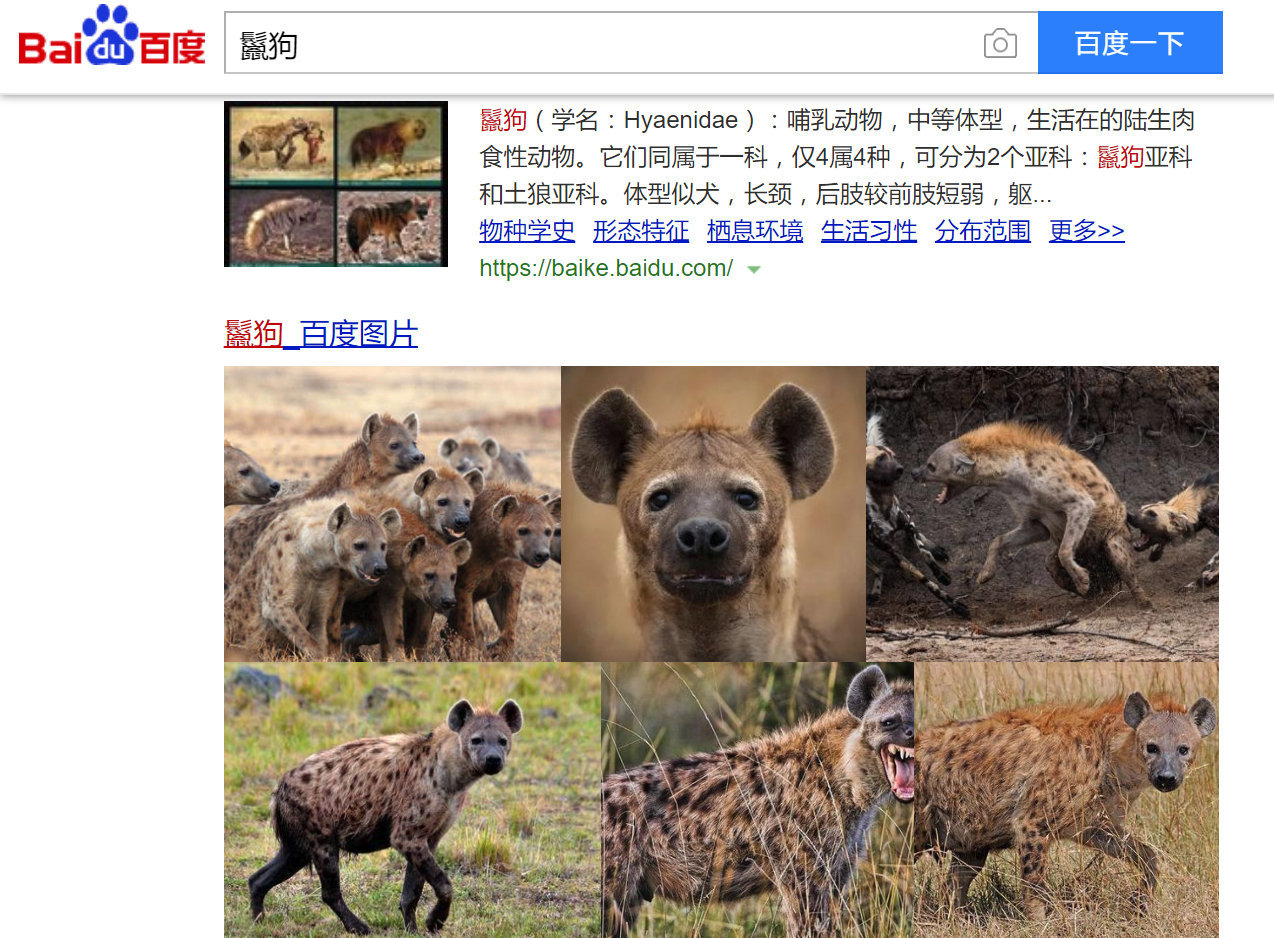 Bai du 百度
鬣狗
百度一下
鬣狗（学名：Hyaenidae）：哺乳动物，中等体型，生活在的陆生肉
食性动物。它们同属于一科，仅4属4种，可分为2个亚科：鬣狗亚科
和土狼亚科。体型似犬，长颈，后肢较前肢短弱，躯...
物种学史 形态特征 栖息环境 生活习性 分布范围 更多>>
https://baike.baidu.com/
鬣狗_百度图片